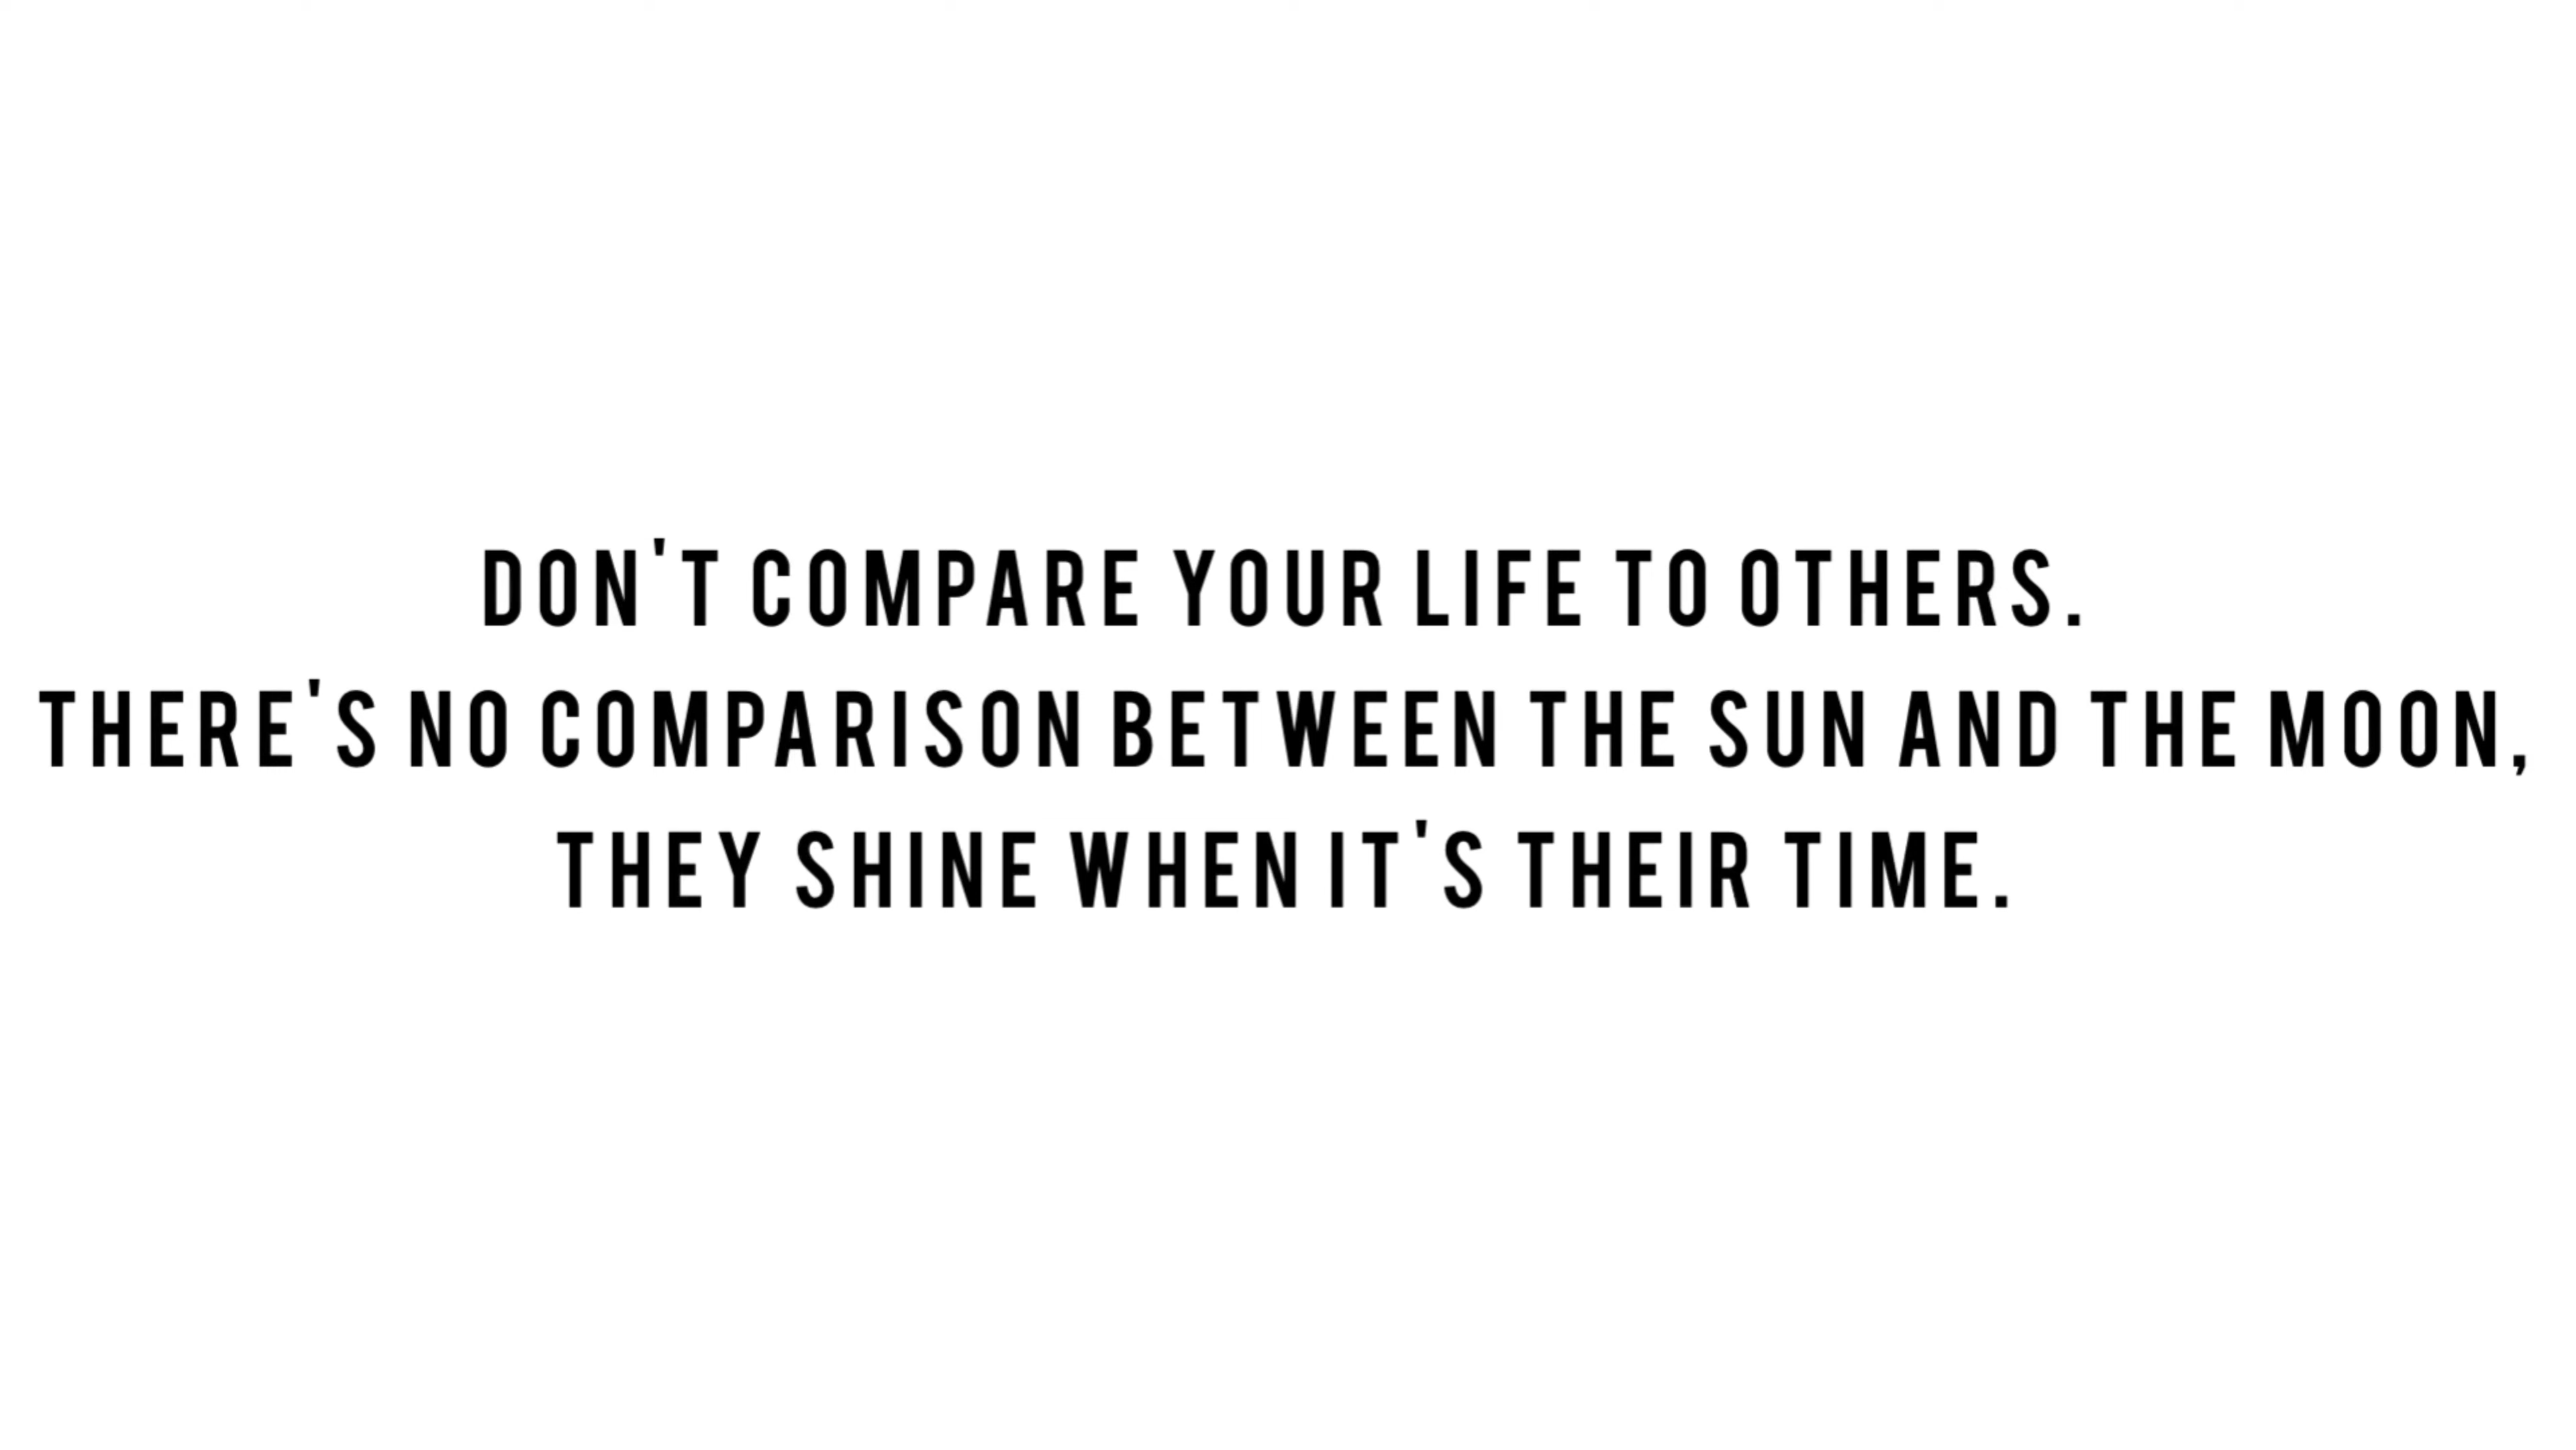 DON'T COMPARE YOUR LIFE TO OTHERS.
THERE'S NO COMPARISON BETWEEN THE SUN AND THE MOON,
THEY SHINE WHEN IT'S THEIR TIME.